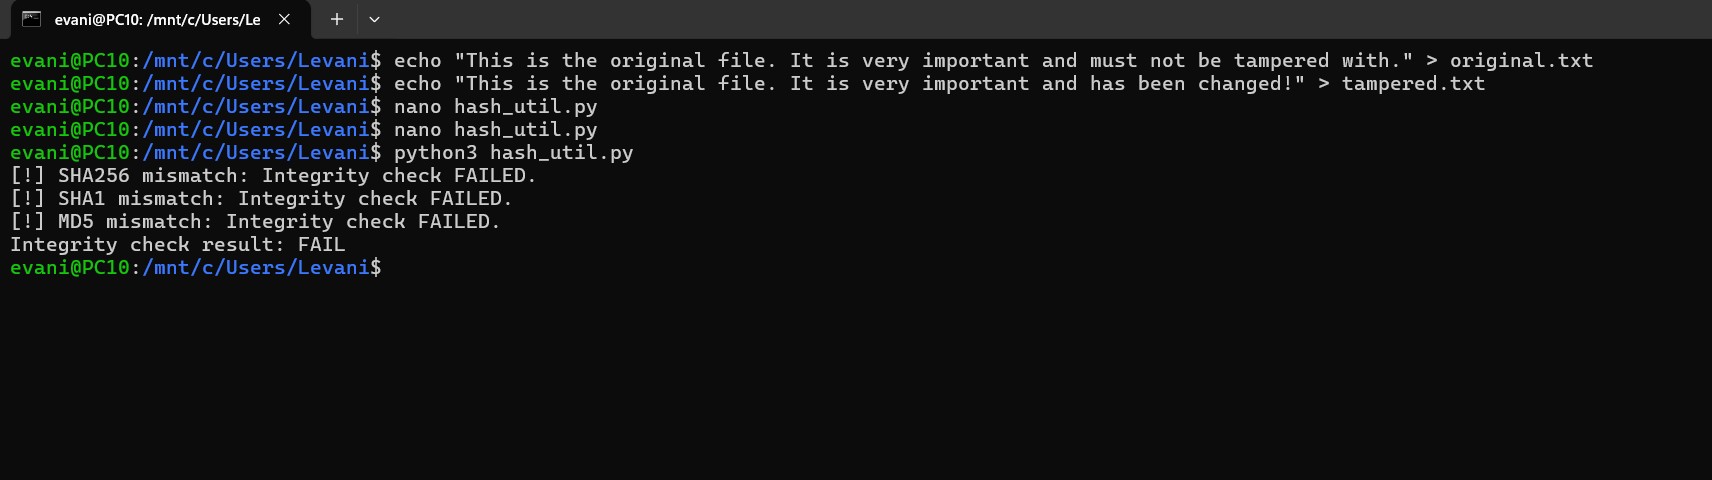 evani@PC10: /mnt/c/Users/Le
evani@PC10:/mnt/c/Users/Levani$ echo "This is the original file. It is very important and must not be tampered with." > original.txt
evani@PC10:/mnt/c/Users/Levani$ echo "This is the original file. It is very important and has been changed!" > tampered.txt
evani@PC10:/mnt/c/Users/Levani$ nano hash_util.py
evani@PC10:/mnt/c/Users/Levani$ nano hash_util.py
evani@PC10:/mnt/c/Users/Levani$ python3 hash_util.py
[!] SHA256 mismatch: Integrity check FAILED.
[!] SHA1 mismatch: Integrity check FAILED.
[!] MD5 mismatch: Integrity check FAILED.
Integrity check result: FAIL
evani@PC10:/mnt/c/Users/Levani$